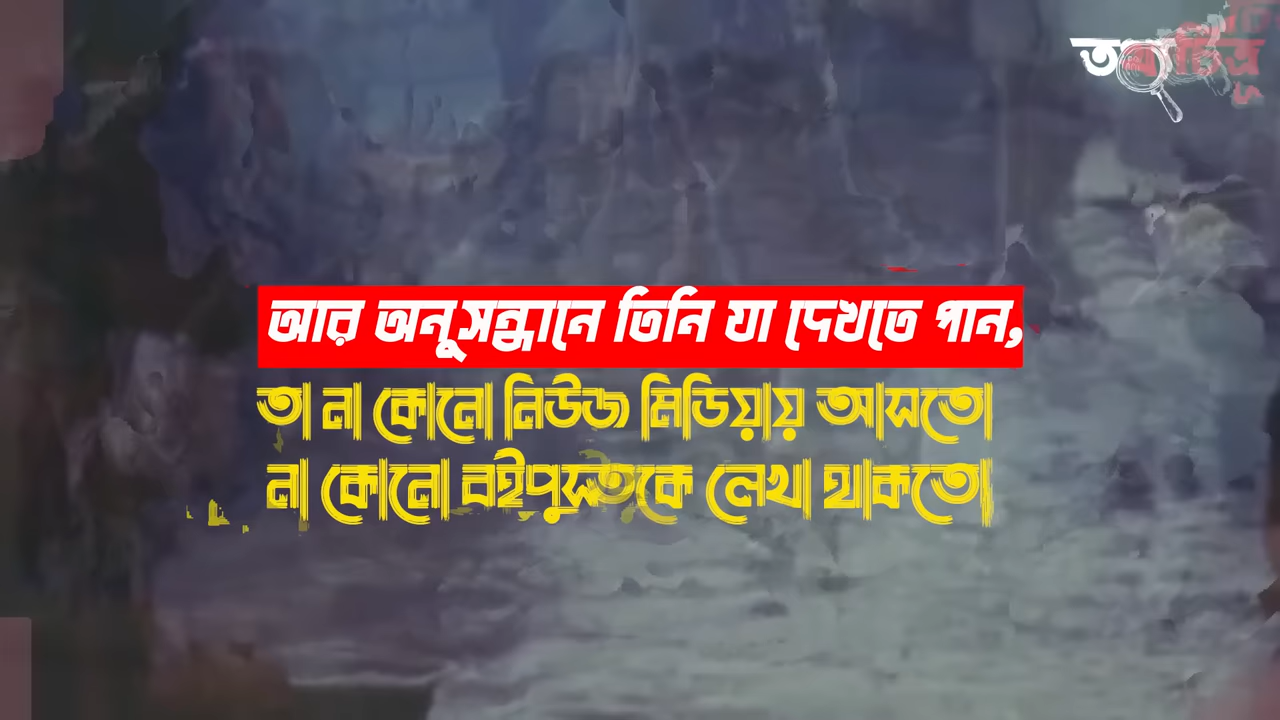 আর অনুসন্ধানে তিনি যা দেখতে পান,
তা না কোনো নিউজ মিডিয়ায় আসতো
না কোনো বইপুস্তকে লেখা থাকতো